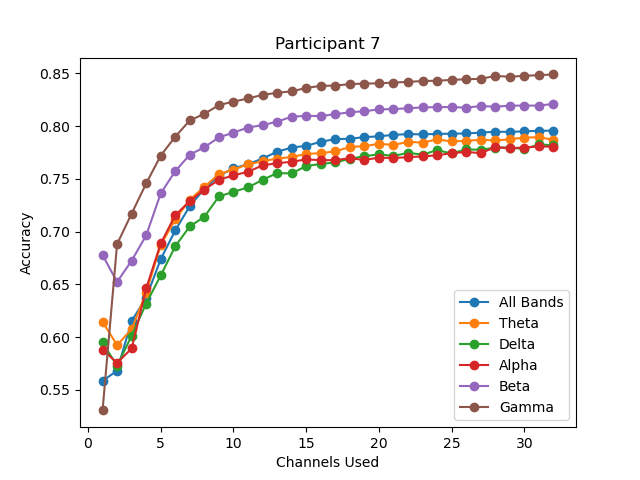 Participant 7
Accuracy
0.85
0.80
0.75
0.70
0.65
0.60
0.55
0
5
10
15
20
25
30
Channels Used
All Bands
Theta
Delta
Alpha
Beta
Gamma